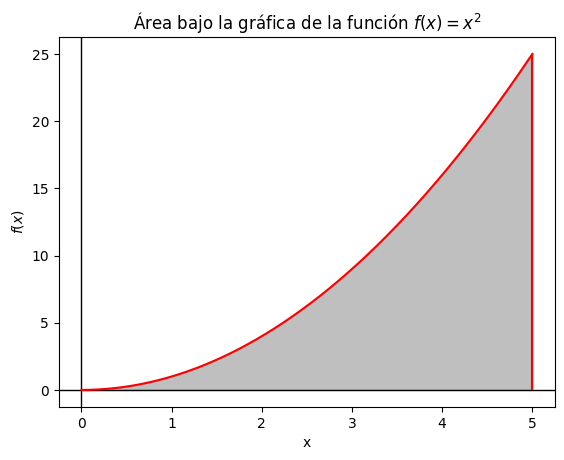 Área bajo la gráfica de la función f(x) = x²
25
20
15
10
5
0
f(x)
0 1 2 3 4 5
x